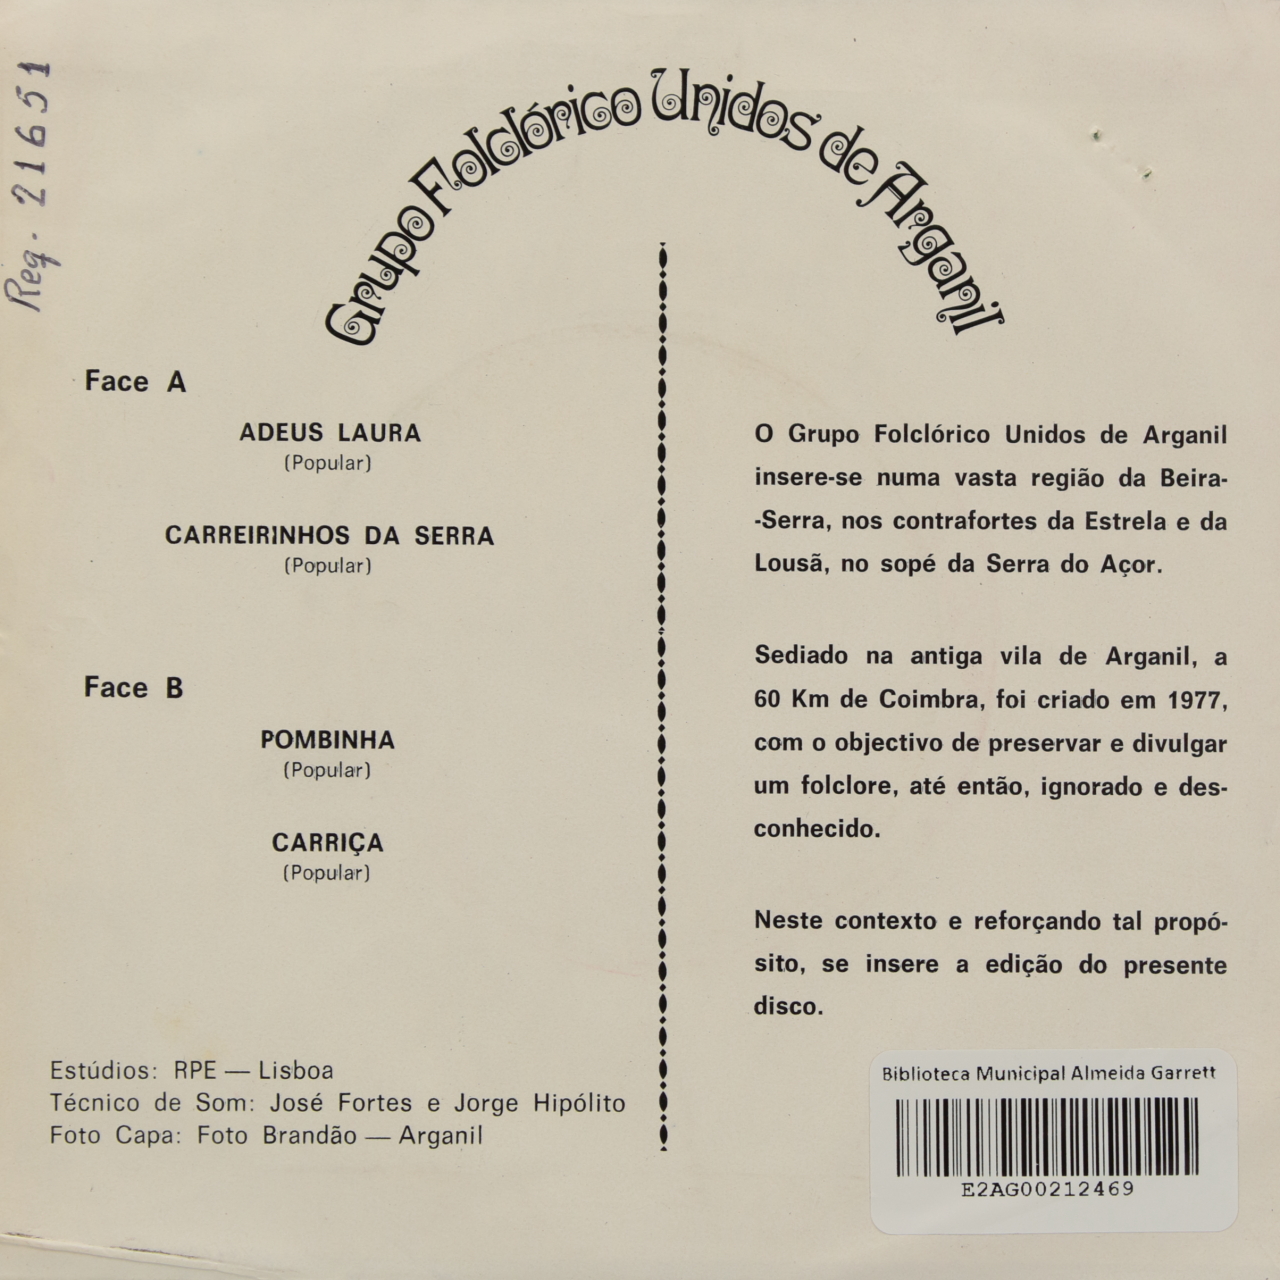 Reg. 21651
Grupo Folclórico Unidos de Arganil
Face A
ADEUS LAURA
(Popular)
CARREIRINHOS DA SERRA
(Popular)
Face B
POMBINHA
(Popular)
CARRIÇA
(Popular)
Estúdios: RPE — Lisboa
Técnico de Som: José Fortes e Jorge Hipólito
Foto Capa: Foto Brandão — Arganil
O Grupo Folclórico Unidos de Arganil
insere-se numa vasta região da Beira-
-Serra, nos contrafortes da Estrela e da
Lousã, no sopé da Serra do Açor.
Sediado na antiga vila de Arganil, a
60 Km de Coimbra, foi criado em 1977,
com o objectivo de preservar e divulgar
um folclore, até então, ignorado e des-
conhecido.
Neste contexto e reforçando tal propó-
sito, se insere a edição do presente
disco.
Biblioteca Municipal Almeida Garrett
E2AG00212469